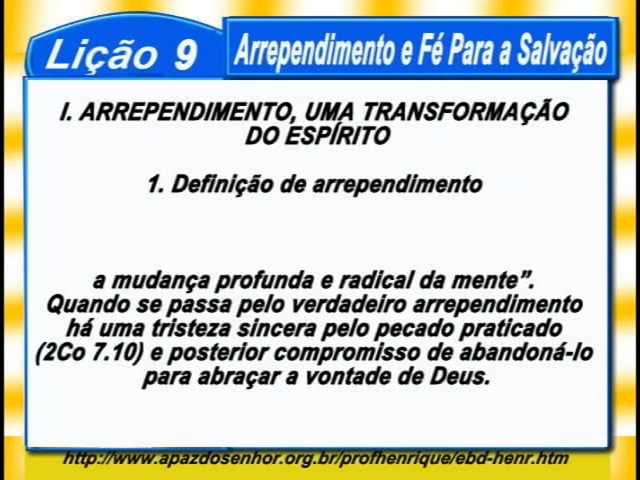 Lição 9
Arrependimento e Fé Para a Salvação
I. ARREPENDIMENTO, UMA TRANSFORMAÇÃO
DO ESPÍRITO
1. Definição de arrependimento
a mudança profunda e radical da mente”.
Quando se passa pelo verdadeiro arrependimento
há uma tristeza sincera pelo pecado praticado
(2Co 7.10) e posterior compromisso de abandoná-lo
para abraçar a vontade de Deus.
http://www.apazdosenhor.org.br/profhenrique/ebd-henr.htm